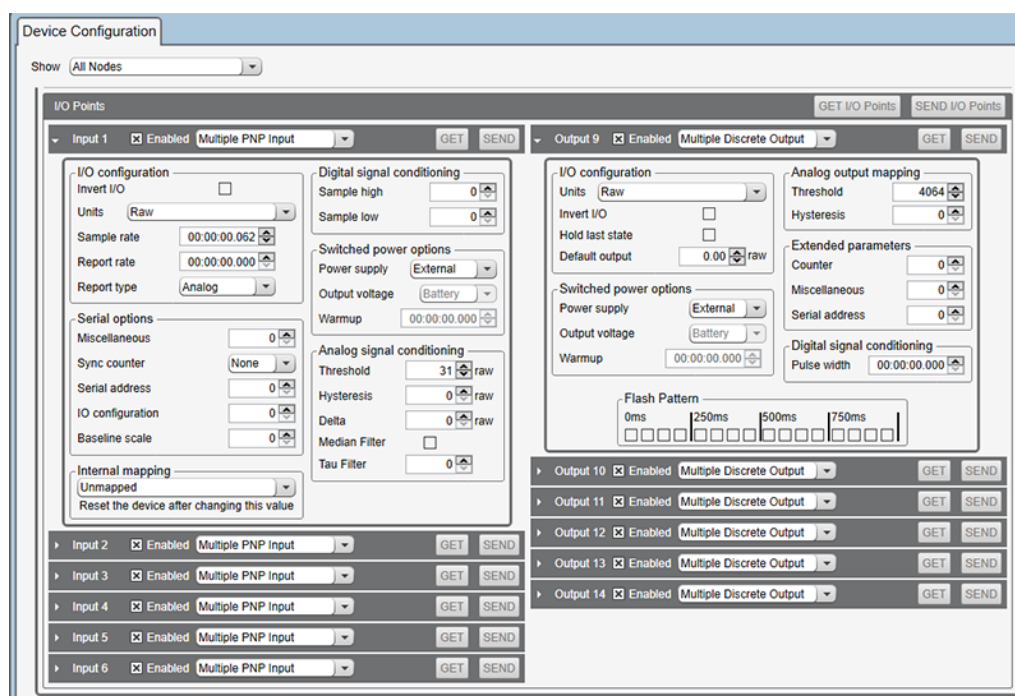 Device Configuration
Show All Nodes
I/O Points GET I/O Points SEND I/O Points
Input 1 Enabled Multiple PNP Input GET SEND
I/O configuration
Invert I/O
Units Raw
Sample rate 00:00:00.062
Report rate 00:00:00.000
Report type Analog
Serial options
Miscellaneous 0
Sync counter None
Serial address 0
IO configuration 0
Baseline scale 0
Internal mapping
Unmapped
Reset the device after changing this value
Digital signal conditioning
Sample high 0
Sample low 0
Switched power options
Power supply External
Output voltage Battery
Warmup 00:00:00.000
Analog signal conditioning
Threshold 31 raw
Hysteresis 0 raw
Delta 0 raw
Median Filter
Tau Filter 0
Input 2 Enabled Multiple PNP Input GET SEND
Input 3 Enabled Multiple PNP Input GET SEND
Input 4 Enabled Multiple PNP Input GET SEND
Input 5 Enabled Multiple PNP Input GET SEND
Input 6 Enabled Multiple PNP Input GET SEND
Output 9 Enabled Multiple Discrete Output GET SEND
I/O configuration
Units Raw
Invert I/O
Hold last state
Default output 0.00 raw
Switched power options
Power supply External
Output voltage Battery
Warmup 00:00:00.000
Analog output mapping
Threshold 4064
Hysteresis 0
Extended parameters
Counter 0
Miscellaneous 0
Serial address 0
Digital signal conditioning
Pulse width 00:00:00.000
Flash Pattern
0ms 250ms 500ms 750ms
Output 10 Enabled Multiple Discrete Output GET SEND
Output 11 Enabled Multiple Discrete Output GET SEND
Output 12 Enabled Multiple Discrete Output GET SEND
Output 13 Enabled Multiple Discrete Output GET SEND
Output 14 Enabled Multiple Discrete Output GET SEND